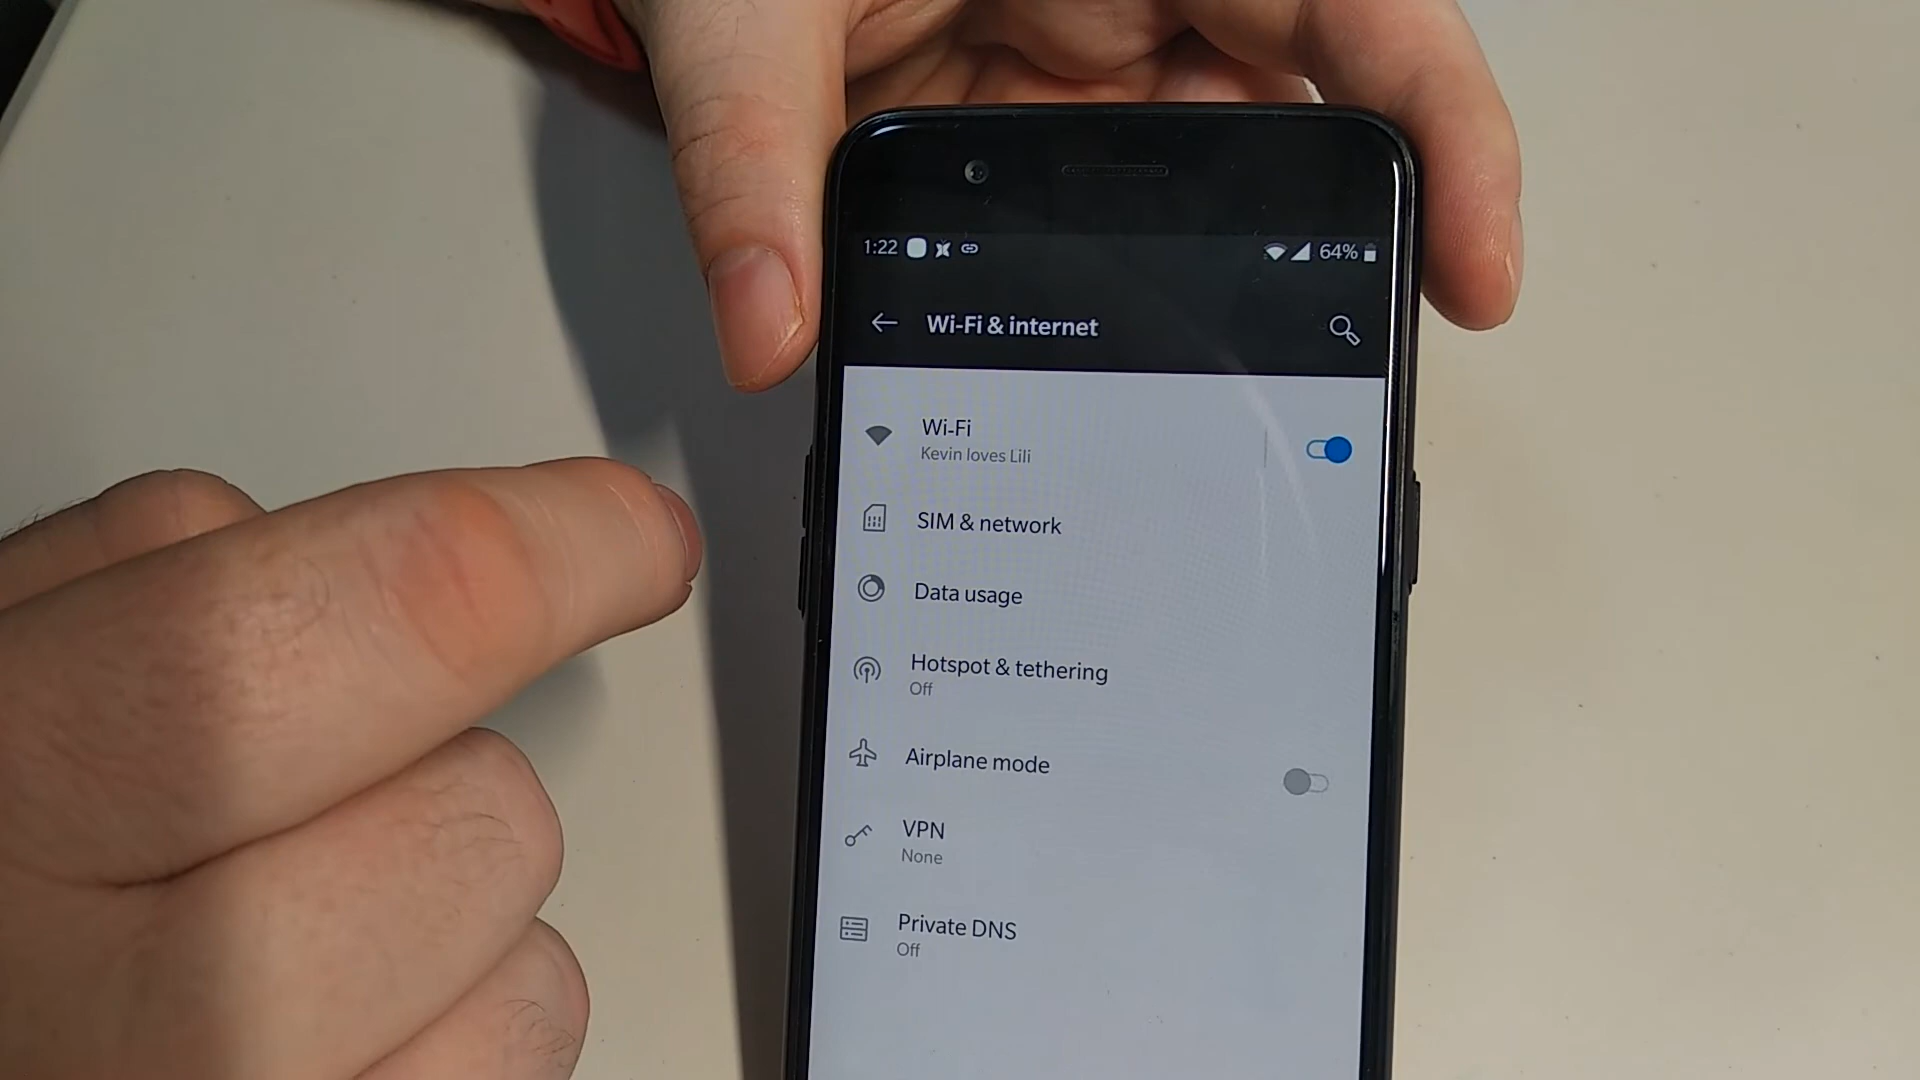 1:22 64%
Wi-Fi & internet
Wi-Fi
Kevin loves Lili
SIM & network
Data usage
Hotspot & tethering
Off
Airplane mode
VPN
None
Private DNS
Off